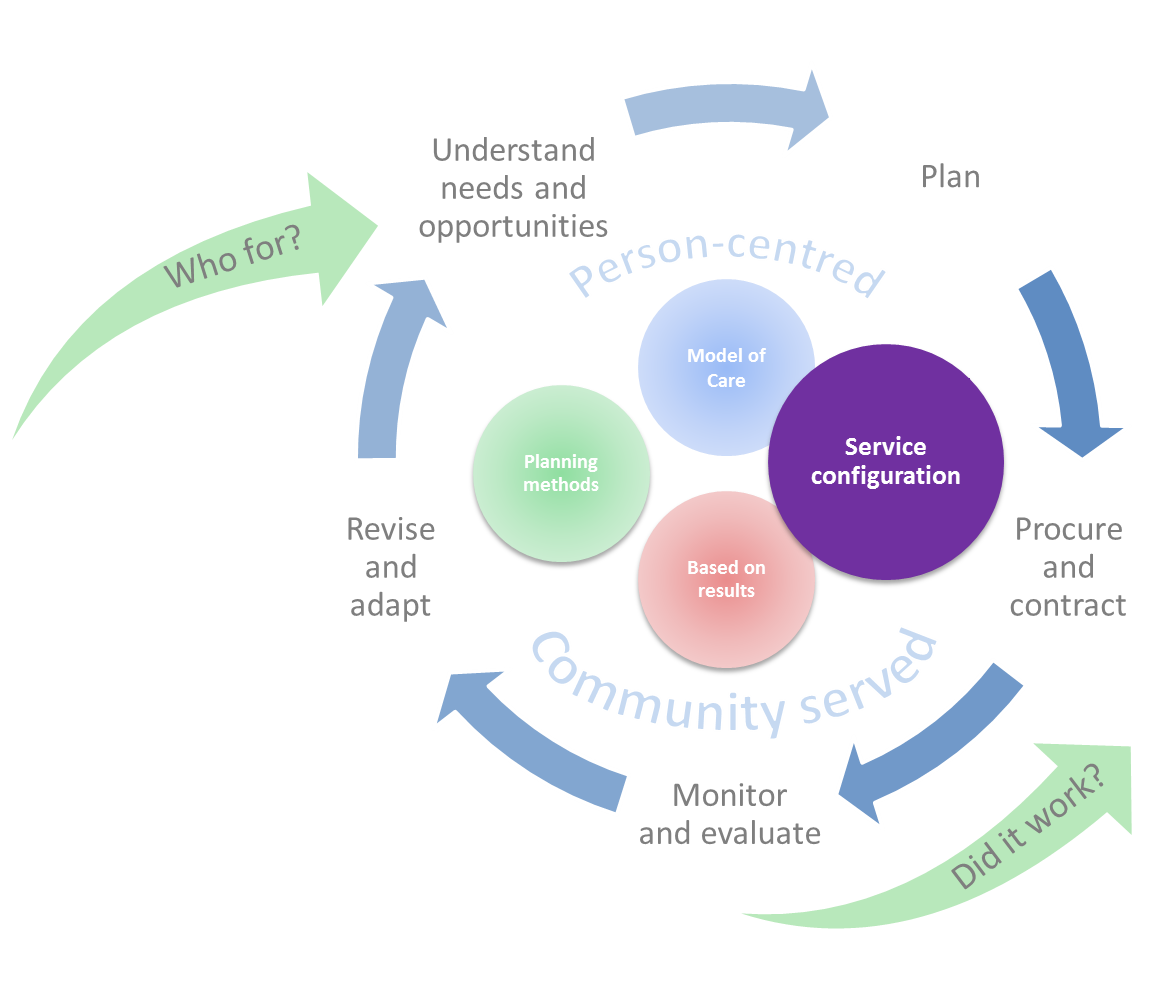 Understand
needs and
opportunities
Plan
Who for?
Person-centred
Model of
Care
Service
configuration
Planning
methods
Based on
results
Procure
and
contract
Revise
and
adapt
Community served
Monitor
and evaluate
Did it work?